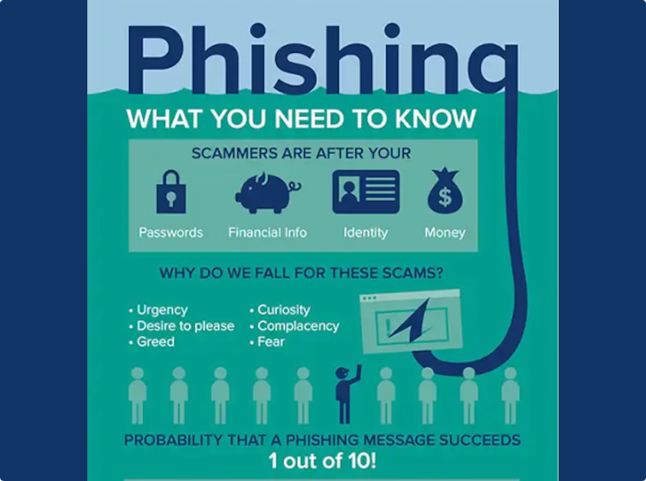 Phishing
WHAT YOU NEED TO KNOW
SCAMMERS ARE AFTER YOUR
Passwords Financial Info Identity Money
$
WHY DO WE FALL FOR THESE SCAMS?
• Urgency
• Desire to please
• Greed
• Curiosity
• Complacency
• Fear
PROBABILITY THAT A PHISHING MESSAGE SUCCEEDS
1 out of 10!